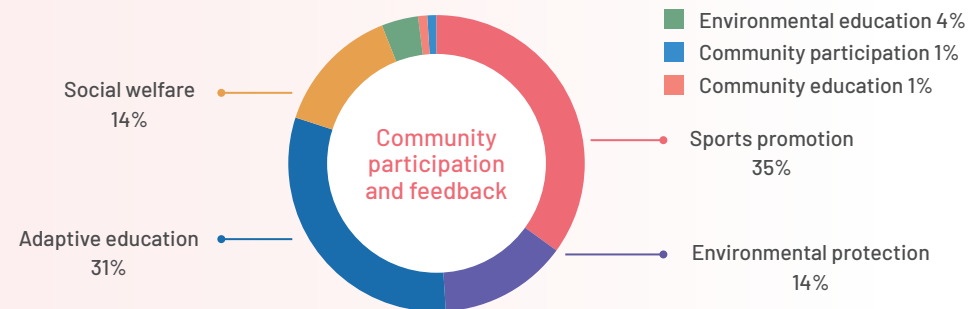 Environmental education 4%
Community participation 1%
Community education 1%
Social welfare
14%
Community
participation
and feedback
Sports promotion
35%
Adaptive education
31%
Environmental protection
14%